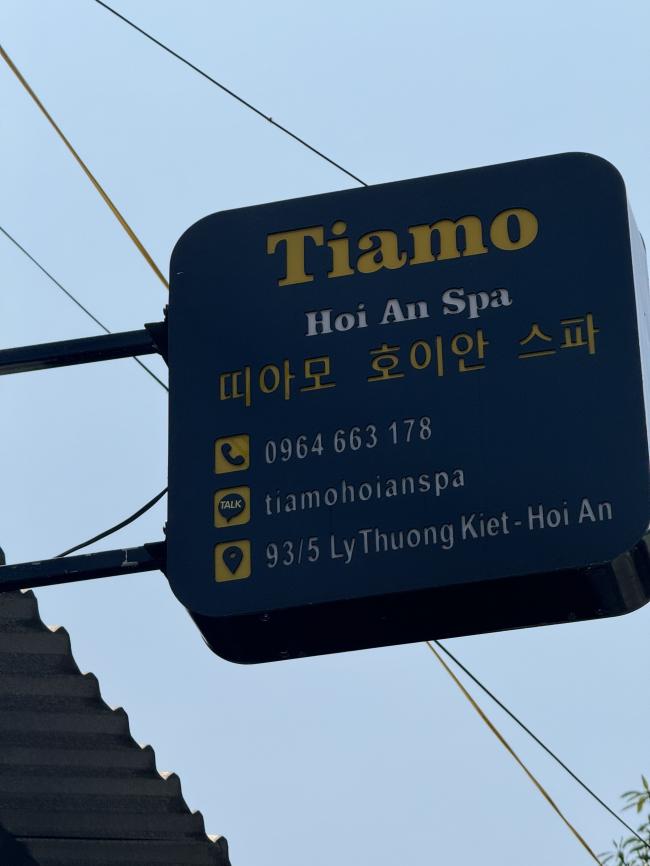 Tiamo
Hoi An Spa
띠아모 호이안 스파
0964 663 178
TALK
tiamohoianspa
93/5 Ly Thuong Kiet - Hoi An